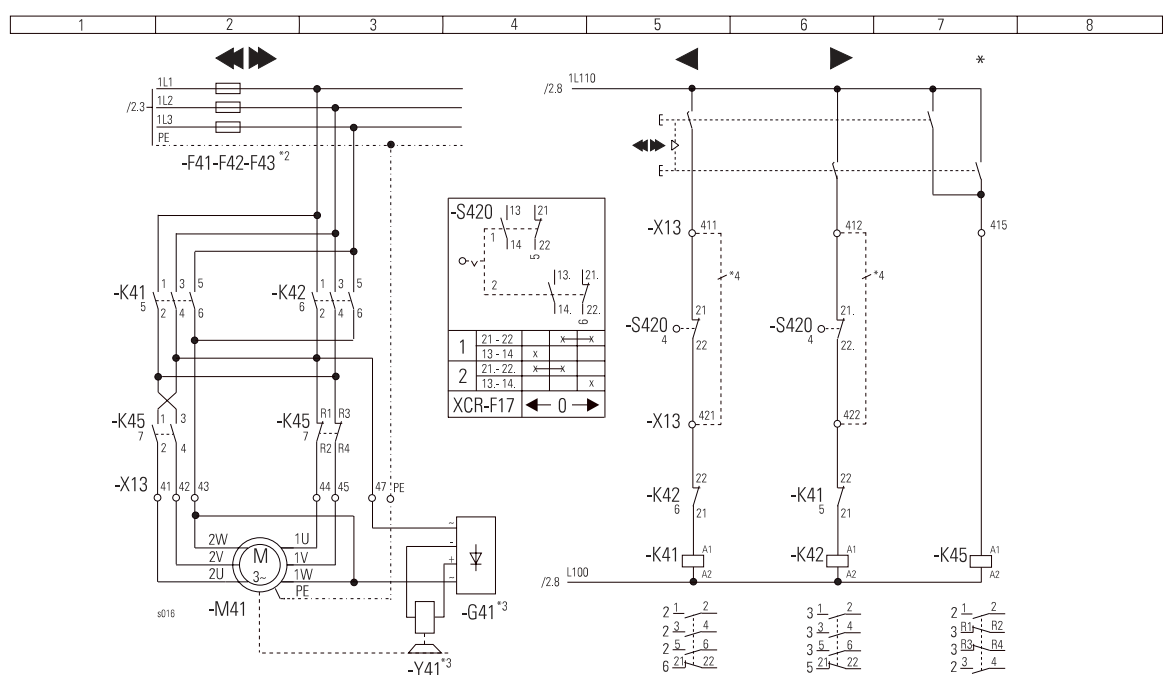 1 2 3 4 5 6 7 8
*
1L1
1L2
/2.3
1L3
PE
-F41-F42-F43 *2
/2.8 1L110
-S420 13 21
1 14 22
5
2 13. 21.
14. 22.
6
1 21 - 22 x x
13 - 14 x
2 21.- 22. x x
13.- 14. x
XCR-F17 0
-X13 411 412 415
*4 *4
-K41 1 3 5
5 2 4 6
-K42 1 3 5
6 2 4 6
-S420 21
4 22
-S420 21.
4 22.
-X13 421 422
-K45 1 3
7 2 4
-K45 R1 R3
7 R2 R4
-X13 41 42 43 44 45 47 PE
-K42 22
6 21
-K41 22
5 21
2W 1U
2V M 1V
2U 3~ 1W
PE
~
-
+
–
-K41 A1
A2
-K42 A1
A2
-K45 A1
A2
/2.8 L100
s016
-M41
-G41*3
-Y41*3
2 1 2
2 3 4
2 5 6
6 21 22
3 1 2
3 3 4
3 5 6
5 21 22
2 1 2
3 R1 R2
3 R3 R4
2 3 4